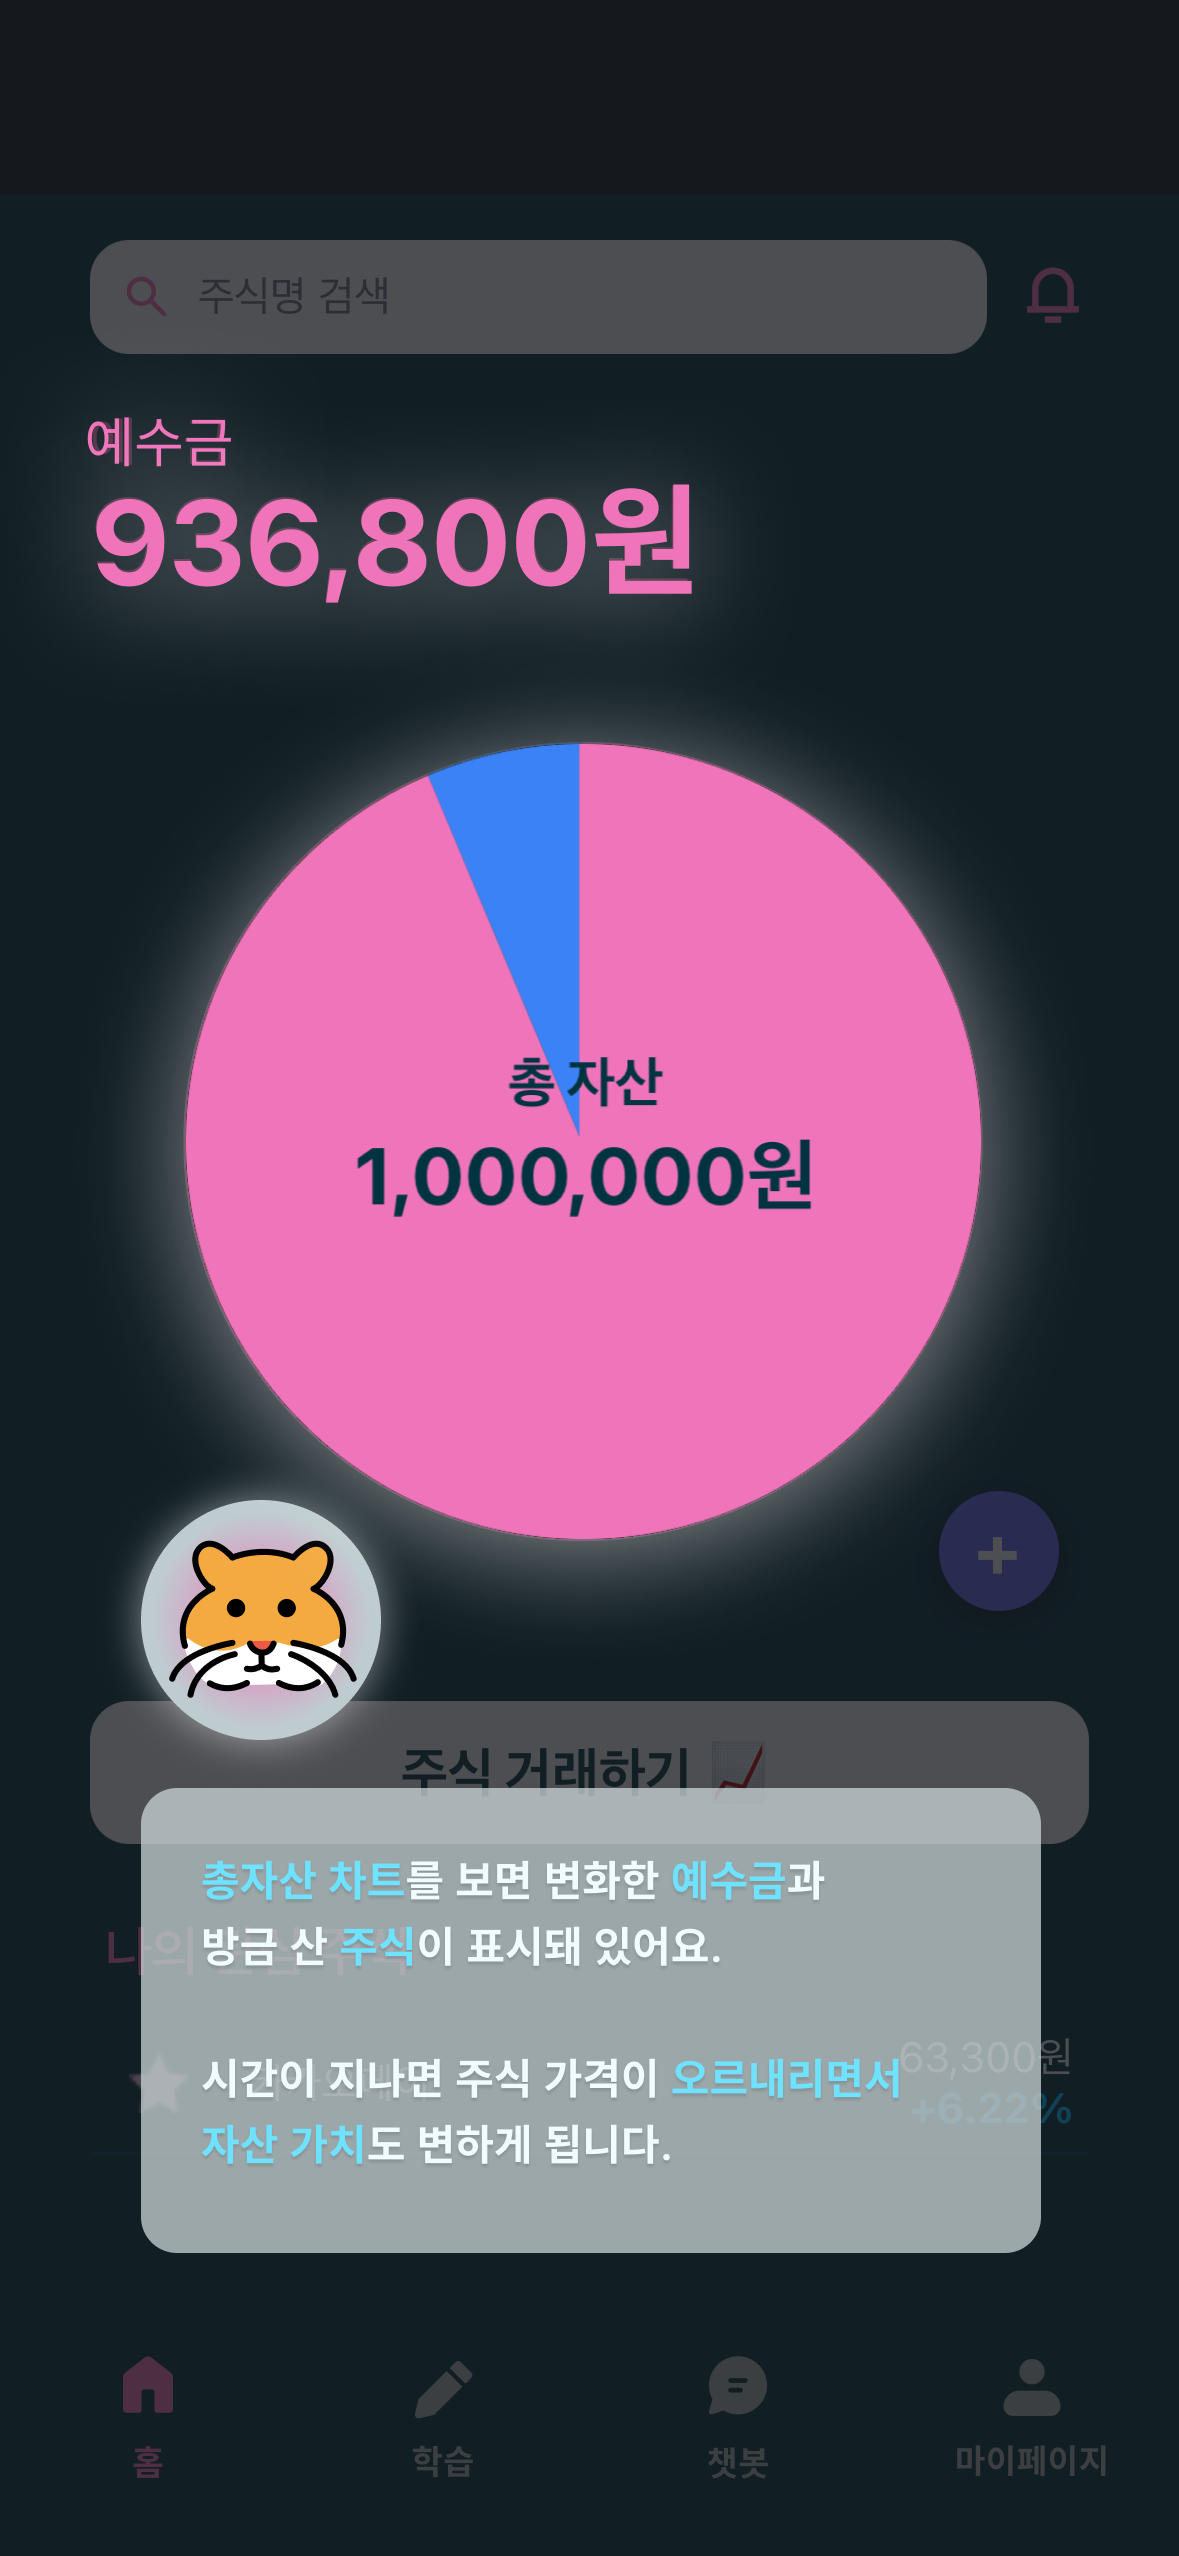 주식명 검색
예수금
936,800원
총 자산
1,000,000원
+
주식 거래하기
총자산 차트를 보면 변화한 예수금과
방금 산 주식이 표시돼 있어요.
나의
시간이 지나면 주식 가격이 오르내리면서
63,300원
+6.22%
자산 가치도 변하게 됩니다.
홈
학습
챗봇
마이페이지